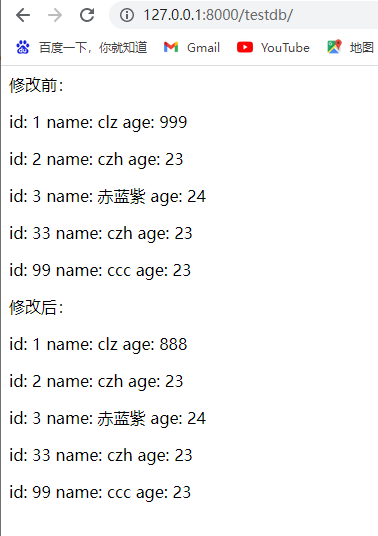 127.0.0.1:8000/testdb/
百度一下，你就知道 Gmail YouTube 地图
修改前：
id: 1 name: clz age: 999
id: 2 name: czh age: 23
id: 3 name: 赤蓝紫 age: 24
id: 33 name: czh age: 23
id: 99 name: ccc age: 23
修改后：
id: 1 name: clz age: 888
id: 2 name: czh age: 23
id: 3 name: 赤蓝紫 age: 24
id: 33 name: czh age: 23
id: 99 name: ccc age: 23